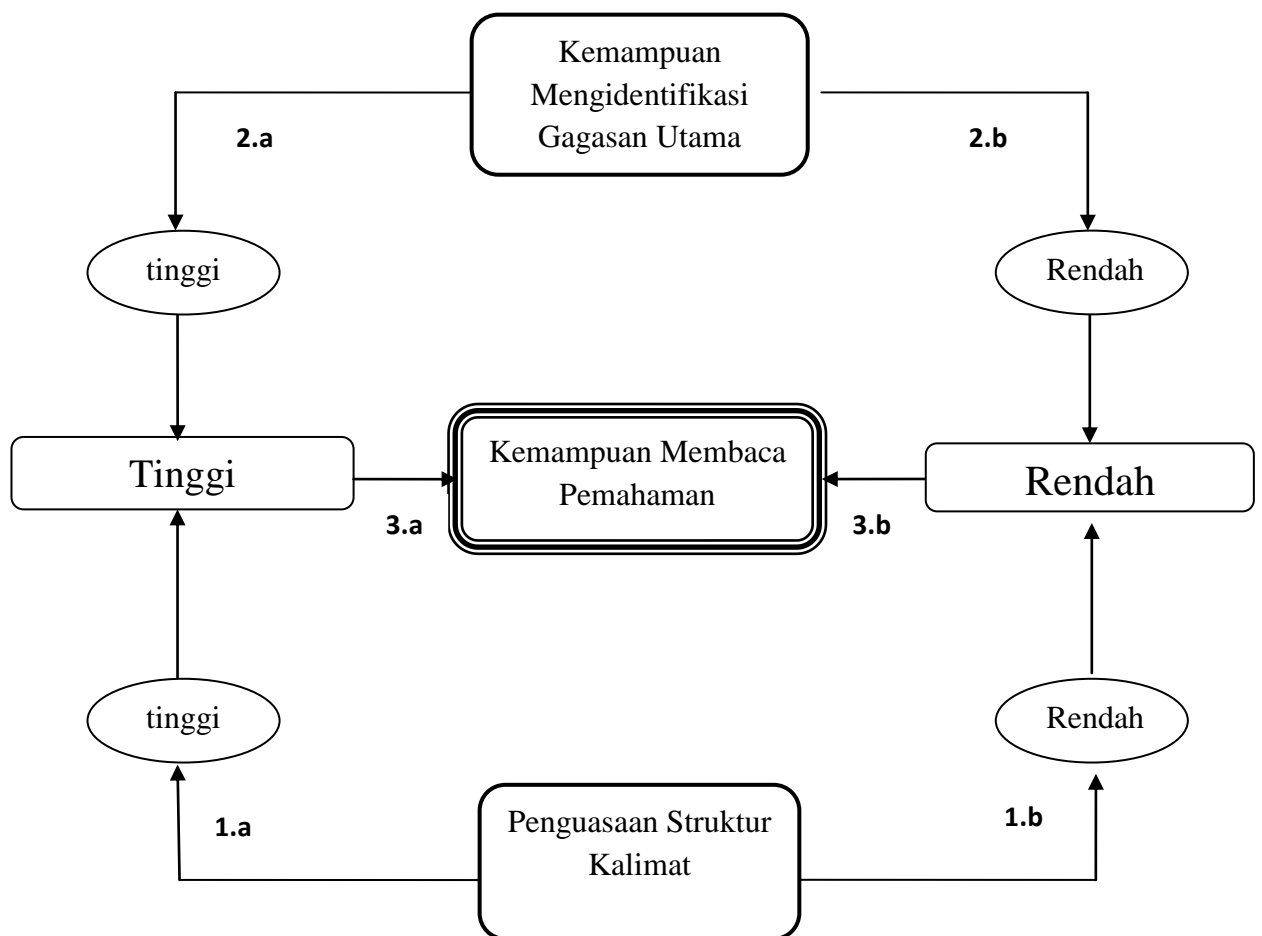 Kemampuan
Mengidentifikasi
Gagasan Utama
2.a
2.b
tinggi
Rendah
Tinggi
Kemampuan Membaca
Pemahaman
Rendah
3.a
3.b
tinggi
Rendah
1.a
Penguasaan Struktur
Kalimat
1.b